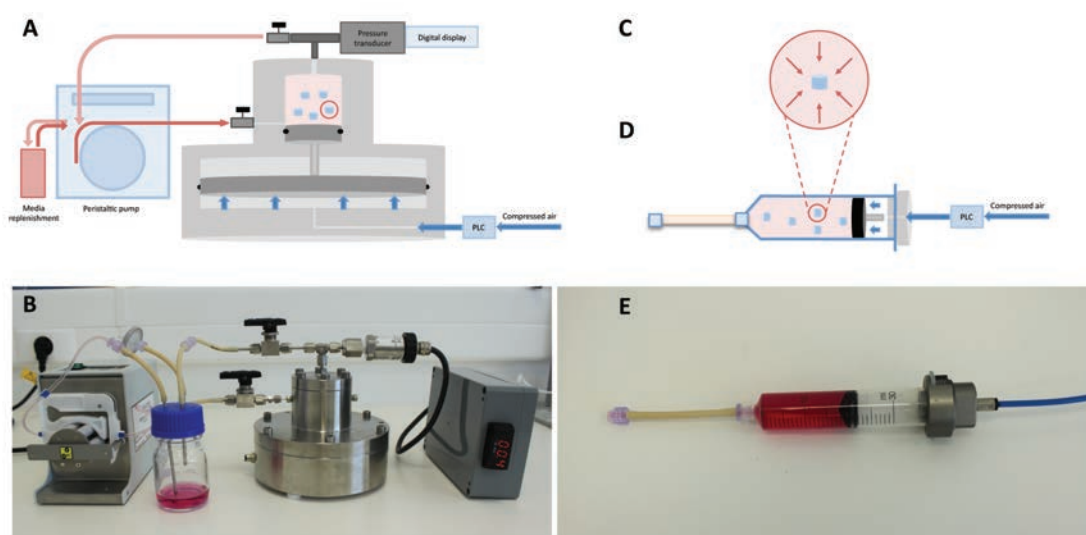 A
Pressure
transducer
Digital display
Media
replenishment
Peristaltic pump
PLC
Compressed air
C
D
PLC
Compressed air
B
E